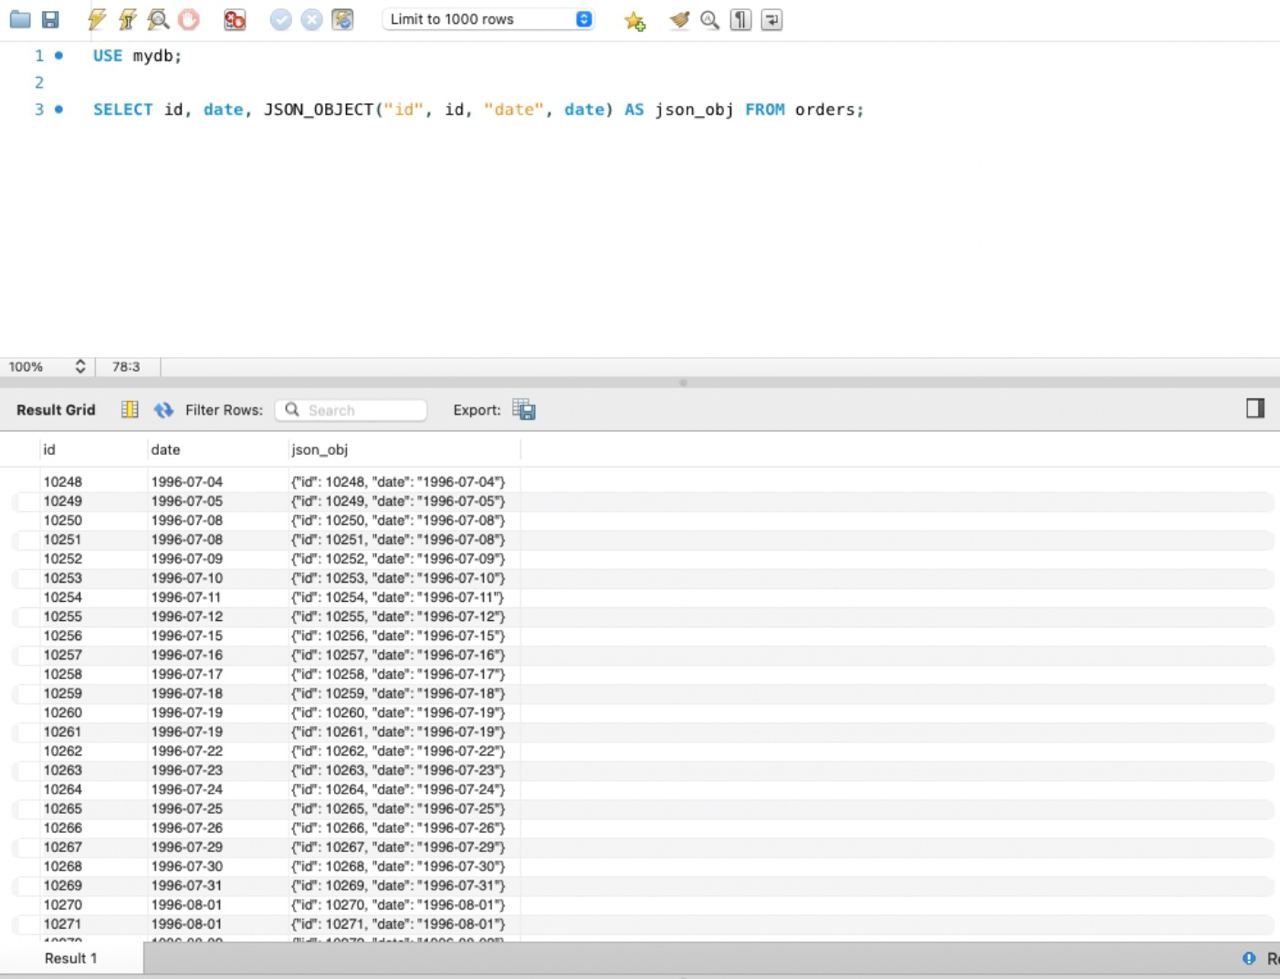 Limit to 1000 rows
1 USE mydb;
2
3 SELECT id, date, JSON_OBJECT("id", id, "date", date) AS json_obj FROM orders;
100% 78:3
Result Grid Filter Rows: Search Export:
id date json_obj
10248 1996-07-04 {"id": 10248, "date": "1996-07-04"}
10249 1996-07-05 {"id": 10249, "date": "1996-07-05"}
10250 1996-07-08 {"id": 10250, "date": "1996-07-08"}
10251 1996-07-08 {"id": 10251, "date": "1996-07-08"}
10252 1996-07-09 {"id": 10252, "date": "1996-07-09"}
10253 1996-07-10 {"id": 10253, "date": "1996-07-10"}
10254 1996-07-11 {"id": 10254, "date": "1996-07-11"}
10255 1996-07-12 {"id": 10255, "date": "1996-07-12"}
10256 1996-07-15 {"id": 10256, "date": "1996-07-15"}
10257 1996-07-16 {"id": 10257, "date": "1996-07-16"}
10258 1996-07-17 {"id": 10258, "date": "1996-07-17"}
10259 1996-07-18 {"id": 10259, "date": "1996-07-18"}
10260 1996-07-19 {"id": 10260, "date": "1996-07-19"}
10261 1996-07-19 {"id": 10261, "date": "1996-07-19"}
10262 1996-07-22 {"id": 10262, "date": "1996-07-22"}
10263 1996-07-23 {"id": 10263, "date": "1996-07-23"}
10264 1996-07-24 {"id": 10264, "date": "1996-07-24"}
10265 1996-07-25 {"id": 10265, "date": "1996-07-25"}
10266 1996-07-26 {"id": 10266, "date": "1996-07-26"}
10267 1996-07-29 {"id": 10267, "date": "1996-07-29"}
10268 1996-07-30 {"id": 10268, "date": "1996-07-30"}
10269 1996-07-31 {"id": 10269, "date": "1996-07-31"}
10270 1996-08-01 {"id": 10270, "date": "1996-08-01"}
10271 1996-08-01 {"id": 10271, "date": "1996-08-01"}
Result 1